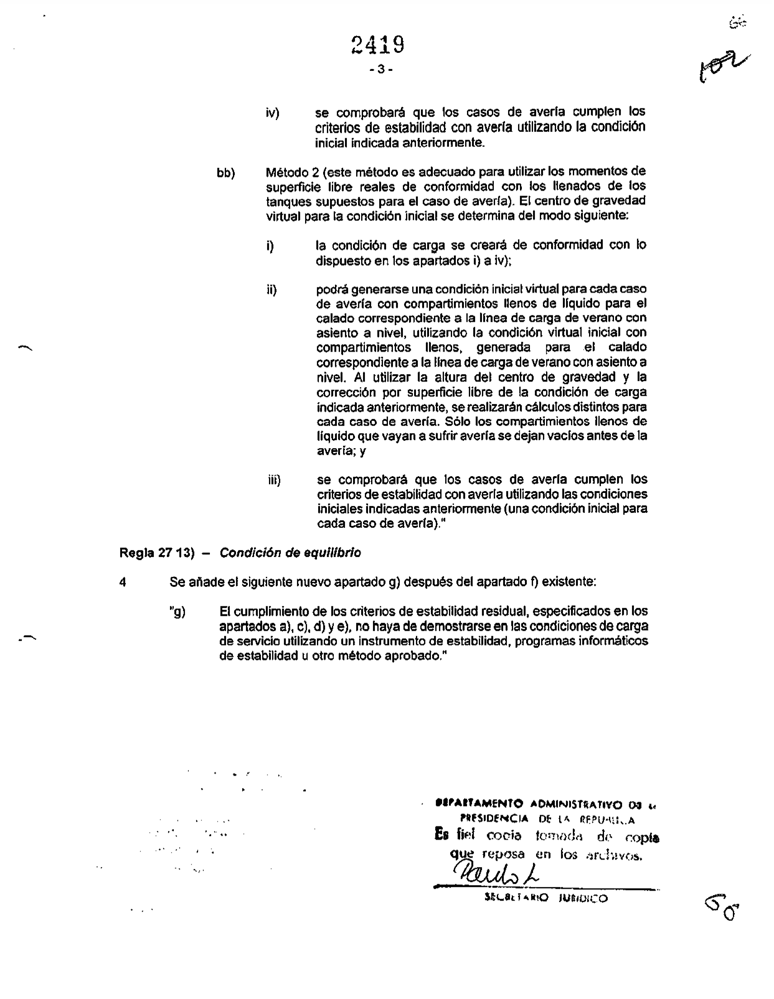 66
2419
- 3 -
102
iv) se comprobará que los casos de avería cumplen los
criterios de estabilidad con avería utilizando la condición
inicial indicada anteriormente.
bb) Método 2 (este método es adecuado para utilizar los momentos de
superficie libre reales de conformidad con los llenados de los
tanques supuestos para el caso de avería). El centro de gravedad
virtual para la condición inicial se determina del modo siguiente:
i) la condición de carga se creará de conformidad con lo
dispuesto en los apartados i) a iv);
ii) podrá generarse una condición inicial virtual para cada caso
de avería con compartimientos llenos de líquido para el
calado correspondiente a la línea de carga de verano con
asiento a nivel, utilizando la condición virtual inicial con
compartimientos llenos, generada para el calado
correspondiente a la línea de carga de verano con asiento a
nivel. Al utilizar la altura del centro de gravedad y la
corrección por superficie libre de la condición de carga
indicada anteriormente, se realizarán cálculos distintos para
cada caso de avería. Sólo los compartimientos llenos de
líquido que vayan a sufrir avería se dejan vacíos antes de la
avería; y
iii) se comprobará que los casos de avería cumplen los
criterios de estabilidad con avería utilizando las condiciones
iniciales indicadas anteriormente (una condición inicial para
cada caso de avería)."
Regla 27 13) – Condición de equilibrio
4 Se añade el siguiente nuevo apartado g) después del apartado f) existente:
"g) El cumplimiento de los criterios de estabilidad residual, especificados en los
apartados a), c), d) y e), no haya de demostrarse en las condiciones de carga
de servicio utilizando un instrumento de estabilidad, programas informáticos
de estabilidad u otro método aprobado."
DEPARTAMENTO ADMINISTRATIVO DE
PRESIDENCIA DE LA REPUBLICA
Es fiel copia tomada de copia
que reposa en los archivos.
SECRETARIO JURIDICO